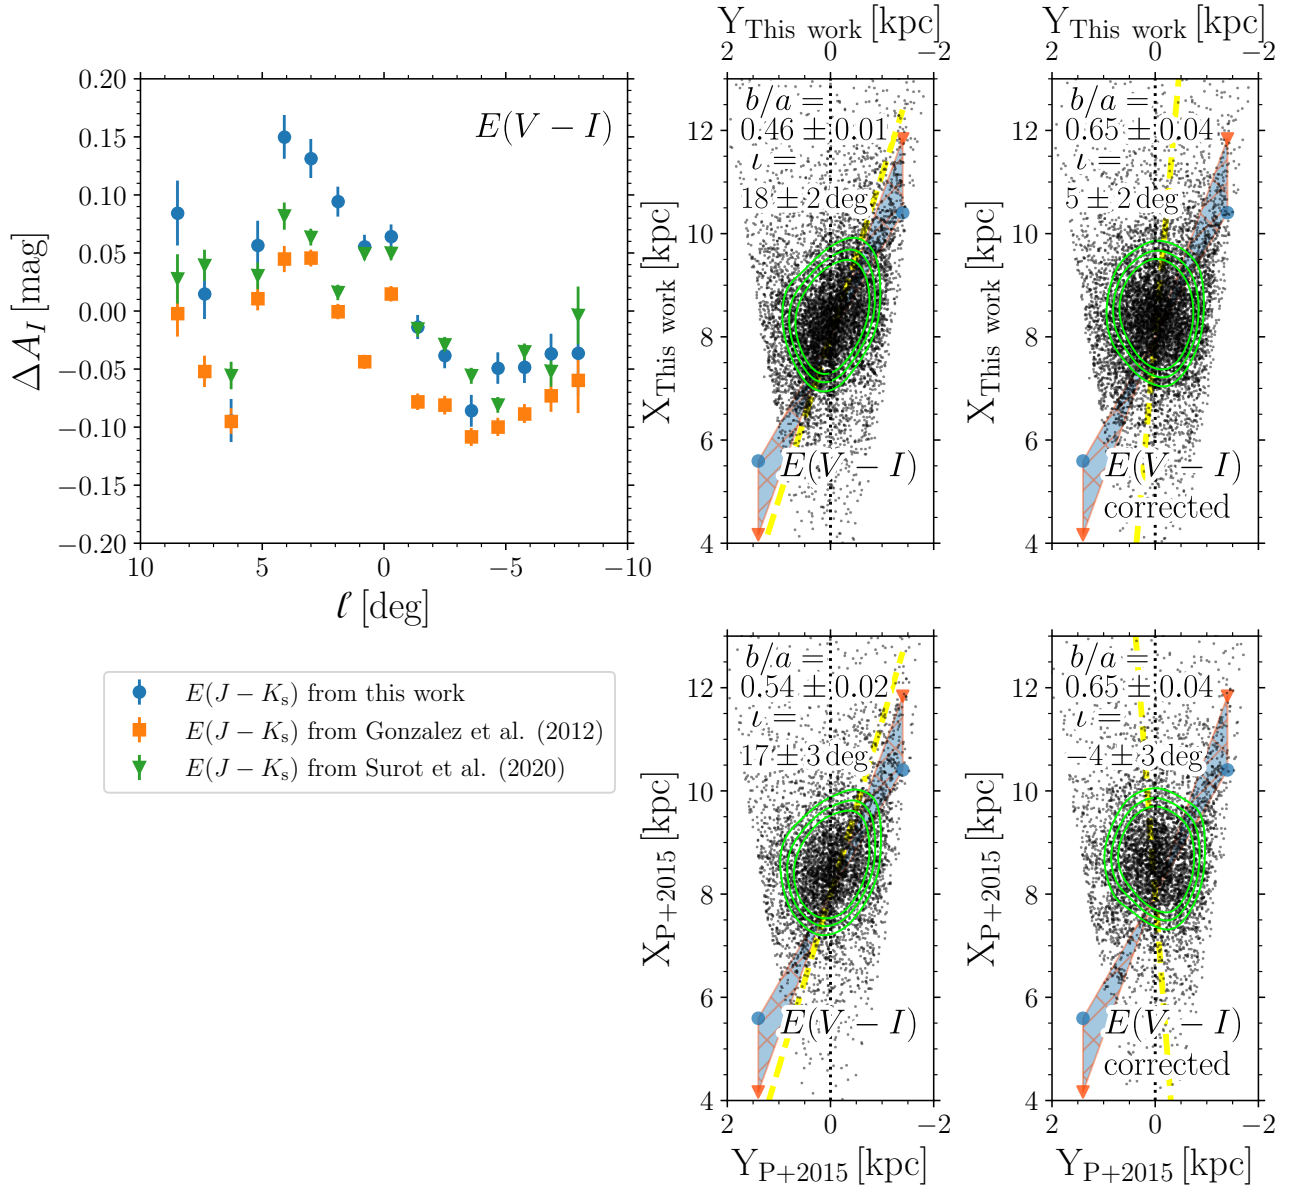 0.20
0.15
0.10
0.05
0.00
−0.05
−0.10
−0.15
−0.20
ΔA_I [mag]
E(V − I)
10 5 0 −5 −10
ℓ [deg]
E(J − K_s) from this work
E(J − K_s) from Gonzalez et al. (2012)
E(J − K_s) from Surot et al. (2020)
Y_This work [kpc]
2 0 −2
12
10
8
6
4
X_This work [kpc]
b/a =
0.46 ± 0.01
ι =
18 ± 2 deg
E(V − I)
Y_This work [kpc]
2 0 −2
12
10
8
6
4
X_This work [kpc]
b/a =
0.65 ± 0.04
ι =
5 ± 2 deg
E(V − I)
corrected
12
10
8
6
4
X_P+2015 [kpc]
b/a =
0.54 ± 0.02
ι =
17 ± 3 deg
E(V − I)
2 0 −2
Y_P+2015 [kpc]
12
10
8
6
4
X_P+2015 [kpc]
b/a =
0.65 ± 0.04
ι =
−4 ± 3 deg
E(V − I)
corrected
2 0 −2
Y_P+2015 [kpc]